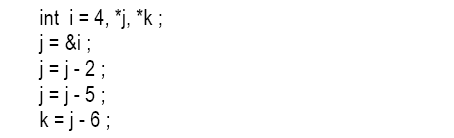 int  i = 4, *j, *k ;
j = &i ;
j = j - 2 ;
j = j - 5 ;
k = j - 6 ;